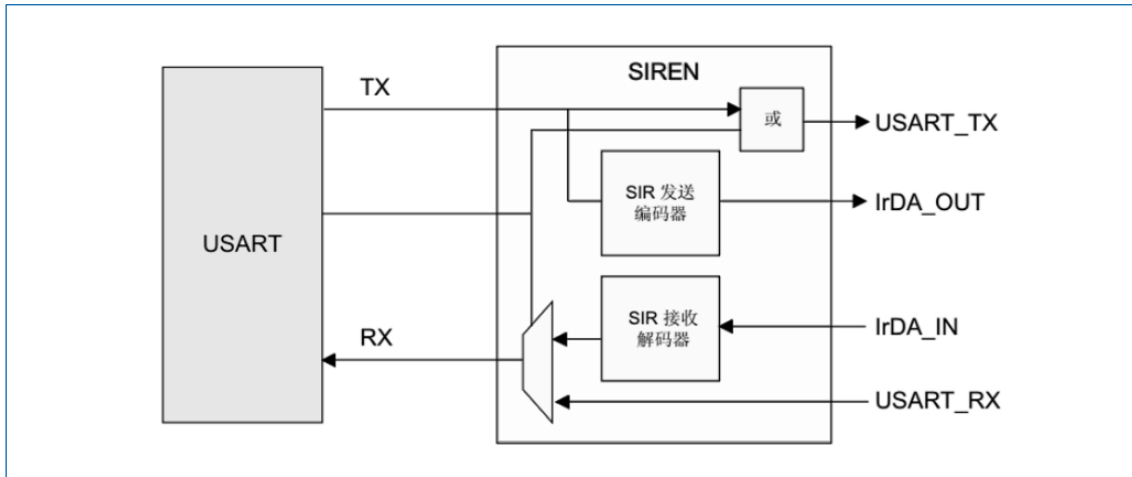 SIREN
TX
或
USART_TX
SIR 发送
编码器
IrDA_OUT
USART
SIR 接收
解码器
IrDA_IN
RX
USART_RX